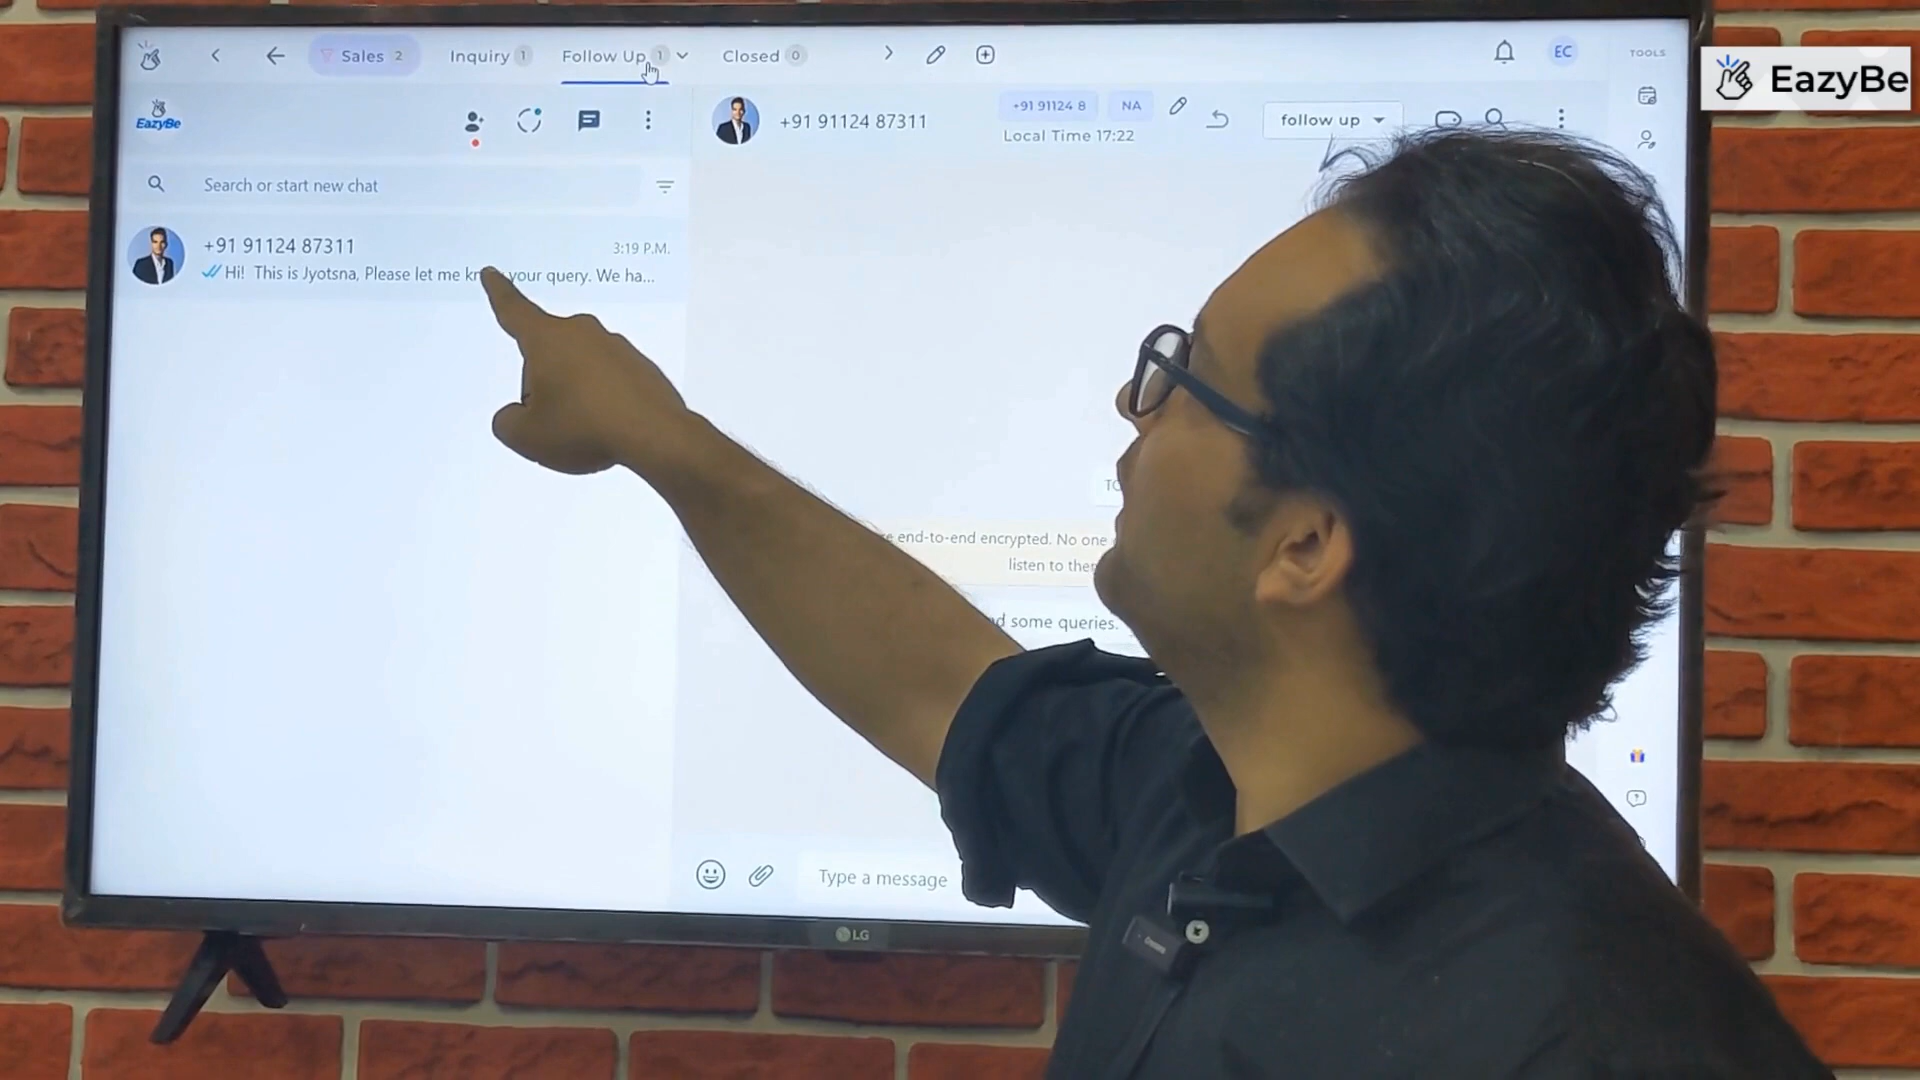 Sales 2
Inquiry 1
Follow Up 1
Closed 0
EC
TOOLS
EazyBe
EazyBe
Search or start new chat
+91 91124 87311
3:19 P.M.
Hi! This is Jyotsna, Please let me your query. We ha...
+91 91124 87311
+91 91124 8
NA
Local Time 17:22
follow up
end-to-end encrypted. No one
listen to
some queries.
Type a message
LG